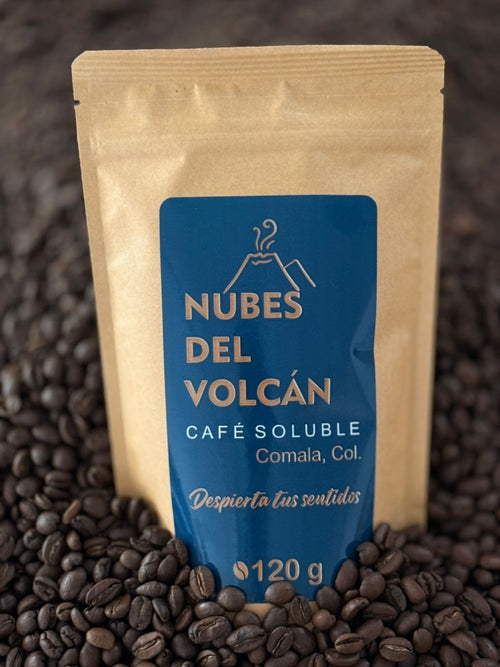 NUBES
DEL
VOLCÁN
CAFÉ SOLUBLE
Comala, Col.
Despierta tus sentidos
120 g